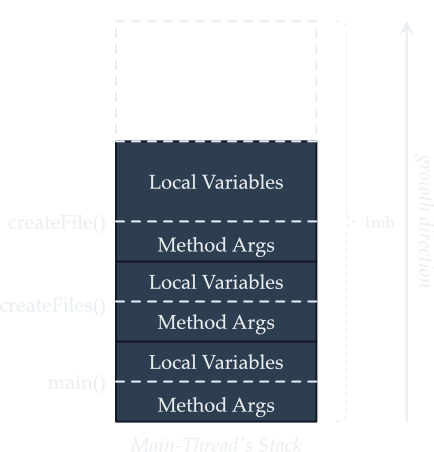 Local Variables
createFile()
Method Args
1mb
growth direction
Local Variables
createFiles()
Method Args
Local Variables
main()
Method Args
Main-Thread's Stack